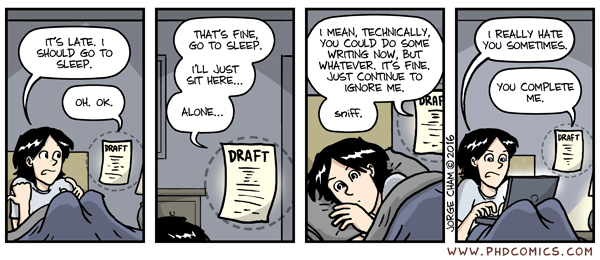 IT'S LATE. I
SHOULD GO TO
SLEEP.
OH. OK.
THAT'S FINE,
GO TO SLEEP.
I'LL JUST
SIT HERE...
ALONE...
DRAFT
I MEAN, TECHNICALLY,
YOU COULD DO SOME
WRITING NOW, BUT
WHATEVER. IT'S FINE.
JUST CONTINUE TO
IGNORE ME.
sniff.
DRAF
JORGE CHAM © 2016
I REALLY HATE
YOU SOMETIMES.
YOU COMPLETE
ME.
DRAFT
WWW.PHDCOMICS.COM